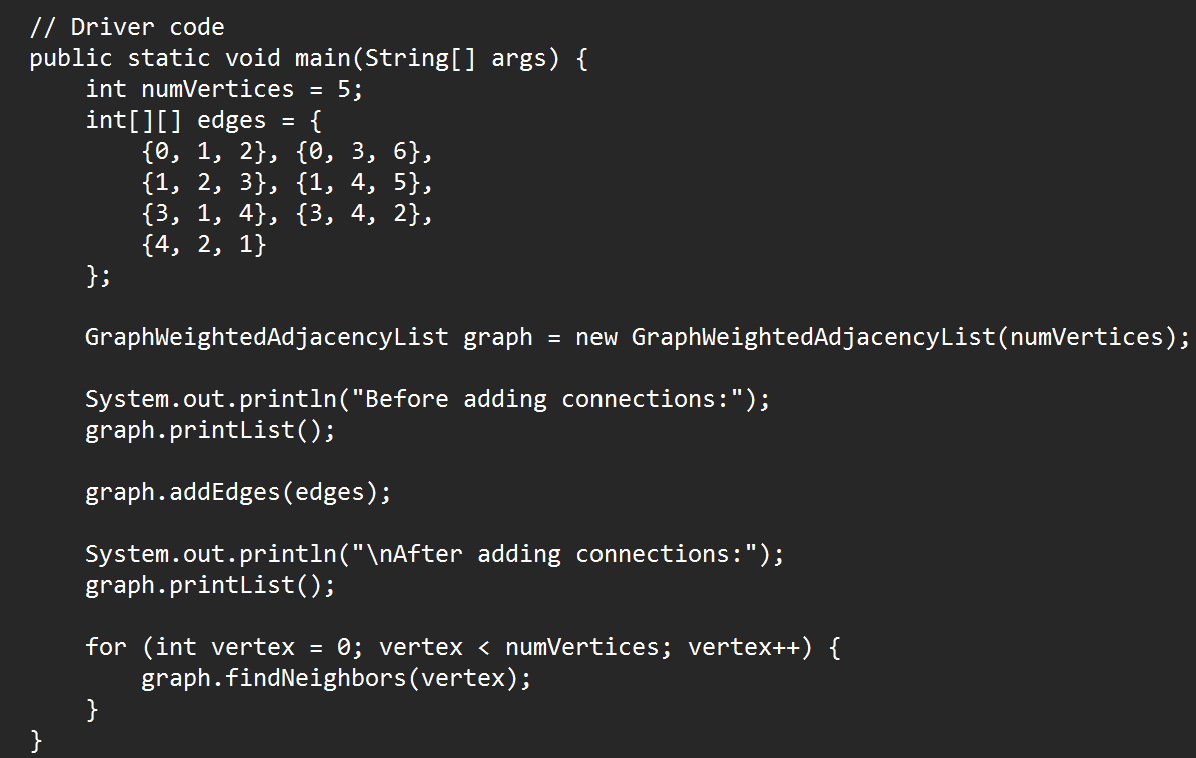 // Driver code
public static void main(String[] args) {
    int numVertices = 5;
    int[][] edges = {
        {0, 1, 2}, {0, 3, 6},
        {1, 2, 3}, {1, 4, 5},
        {3, 1, 4}, {3, 4, 2},
        {4, 2, 1}
    };
    GraphWeightedAdjacencyList graph = new GraphWeightedAdjacencyList(numVertices);
    System.out.println("Before adding connections:");
    graph.printList();
    graph.addEdges(edges);
    System.out.println("\nAfter adding connections:");
    graph.printList();
    for (int vertex = 0; vertex < numVertices; vertex++) {
        graph.findNeighbors(vertex);
    }
}